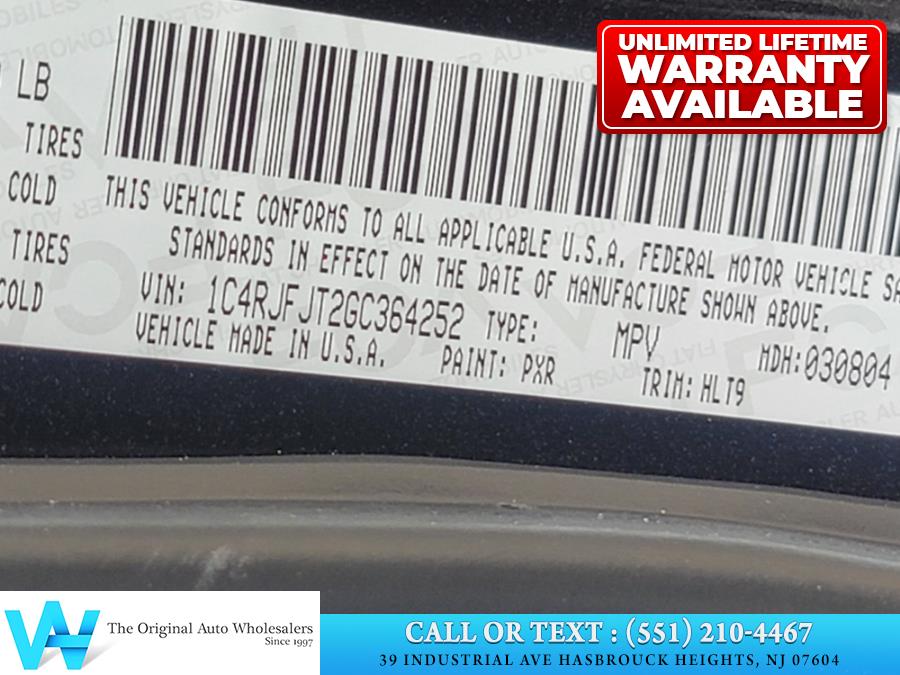 UNLIMITED LIFETIME
WARRANTY
AVAILABLE
LB
TIRES
COLD
TIRES
COLD
THIS VEHICLE CONFORMS TO ALL APPLICABLE U.S.A. FEDERAL MOTOR VEHICLE
STANDARDS IN EFFECT ON THE DATE OF MANUFACTURE SHOWN ABOVE.
VIN: 1C4RJFJT2GC364252 TYPE: MPV MDH:030804
VEHICLE MADE IN U.S.A. PAINT: PXR TRIM: HLT9
The Original Auto Wholesalers
Since 1997
CALL OR TEXT : (551) 210-4467
39 INDUSTRIAL AVE HASBROUCK HEIGHTS, NJ 07604